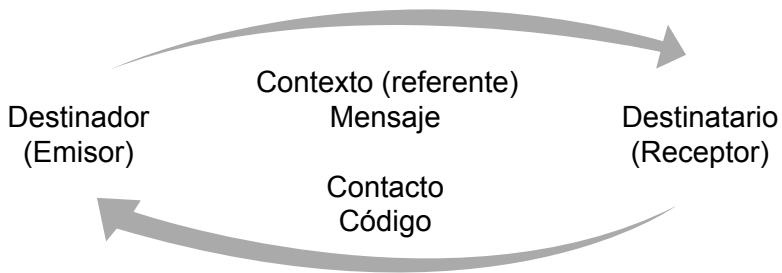 Contexto (referente)
Mensaje
Destinador
(Emisor)
Destinatario
(Receptor)
Contacto
Código